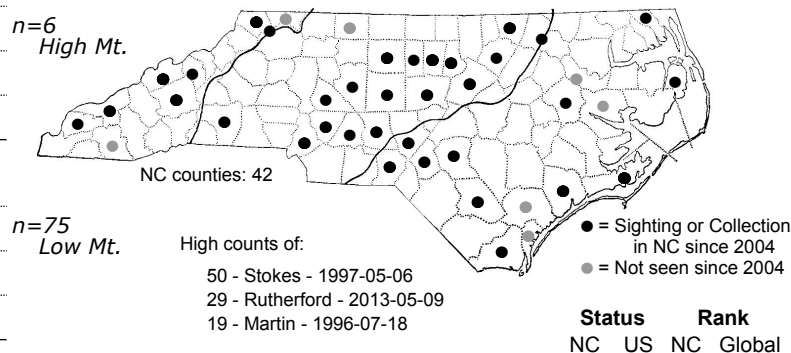 n=6
High Mt.
NC counties: 42
n=75
Low Mt.
High counts of:
50 - Stokes - 1997-05-06
29 - Rutherford - 2013-05-09
19 - Martin - 1996-07-18
= Sighting or Collection
in NC since 2004
= Not seen since 2004
Status Rank
NC US NC Global